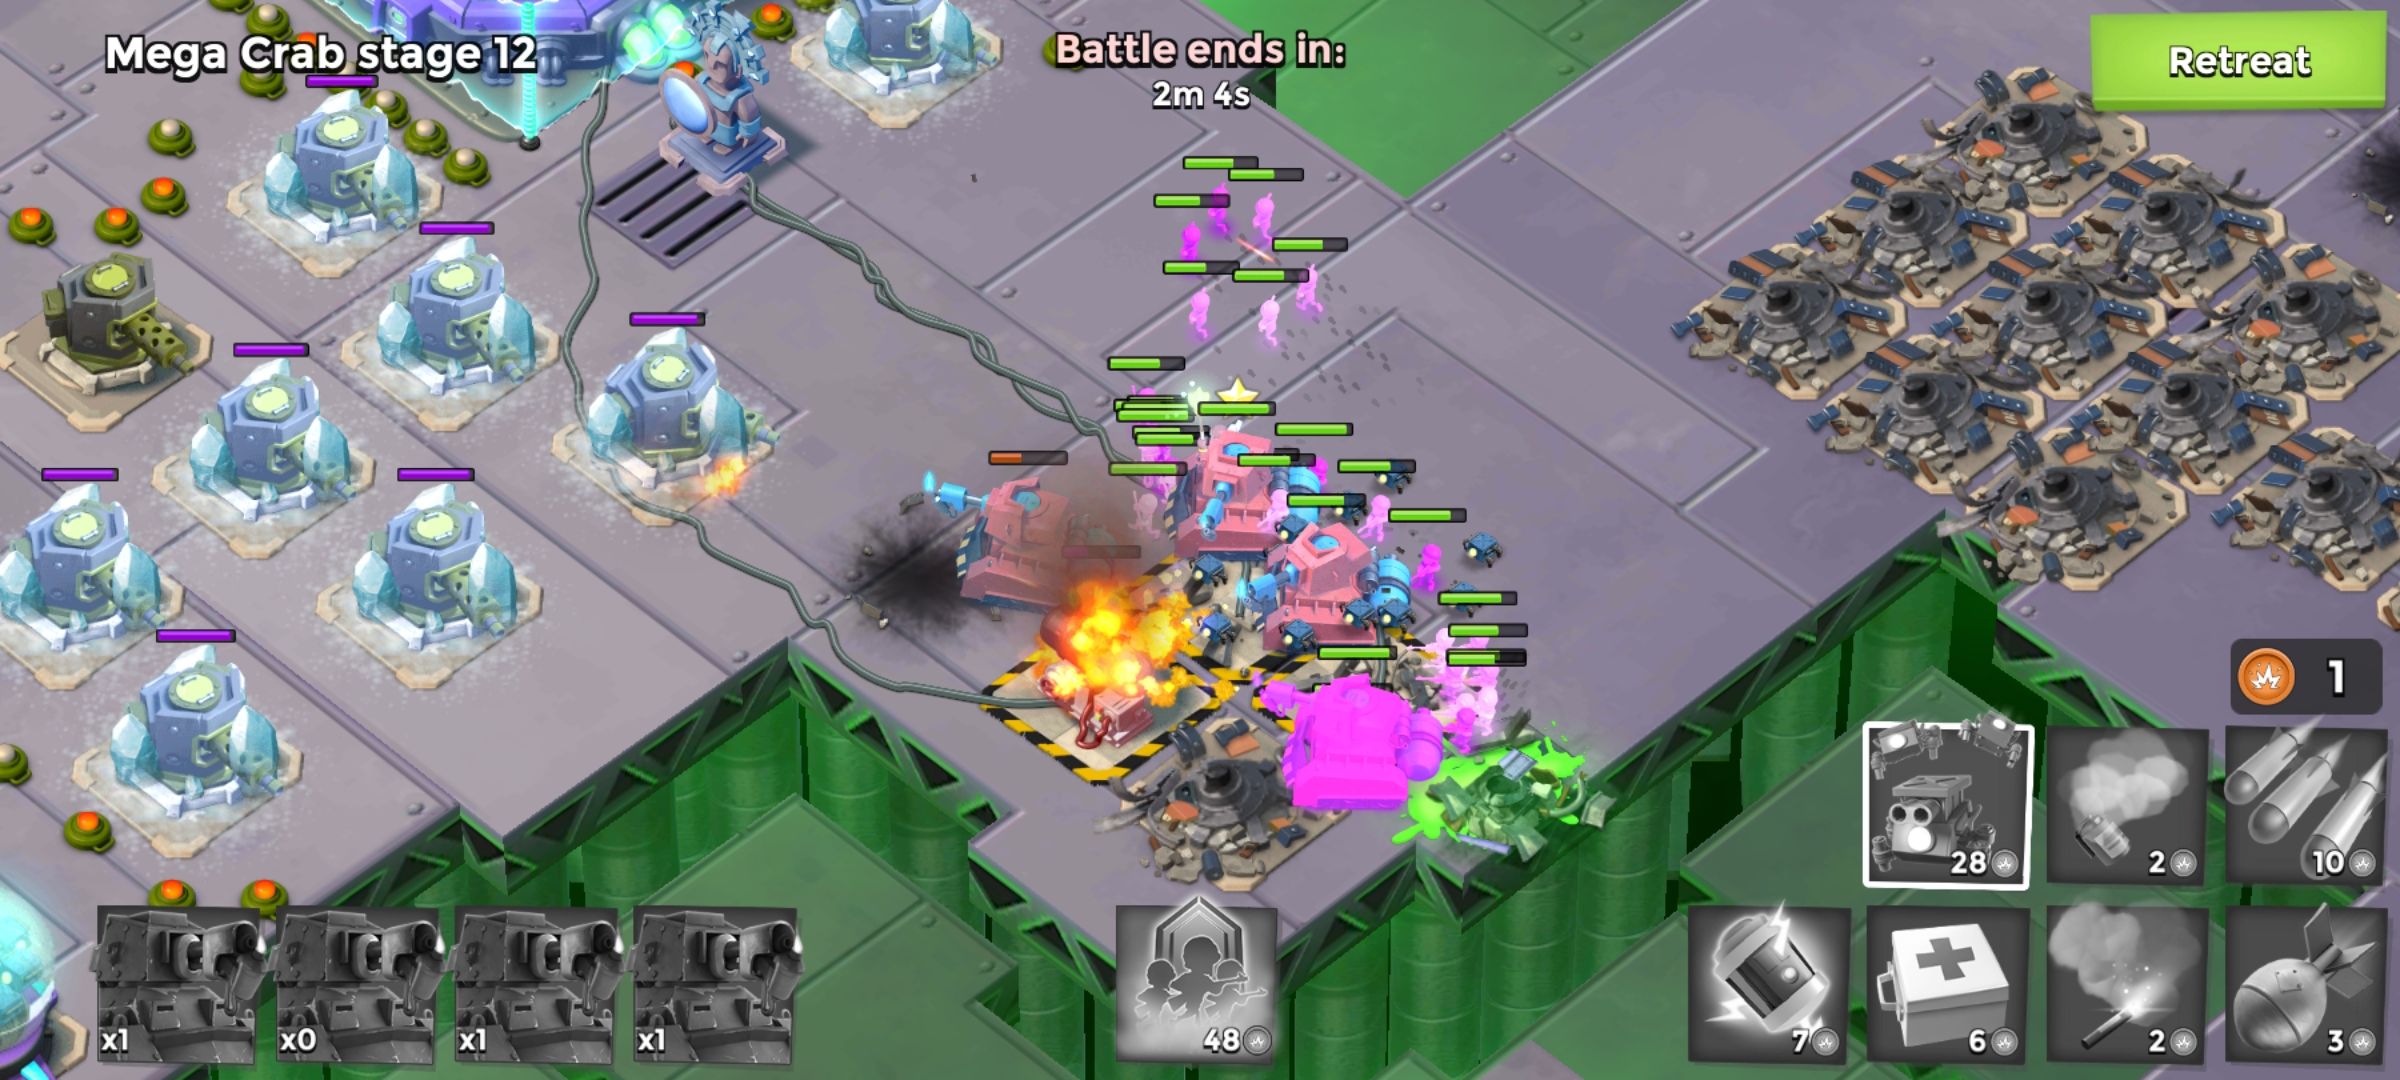 Mega Crab stage 12
Battle ends in:
2m 4s
Retreat
1
28
2
10
7
6
2
3
48
x1
x0
x1
x1